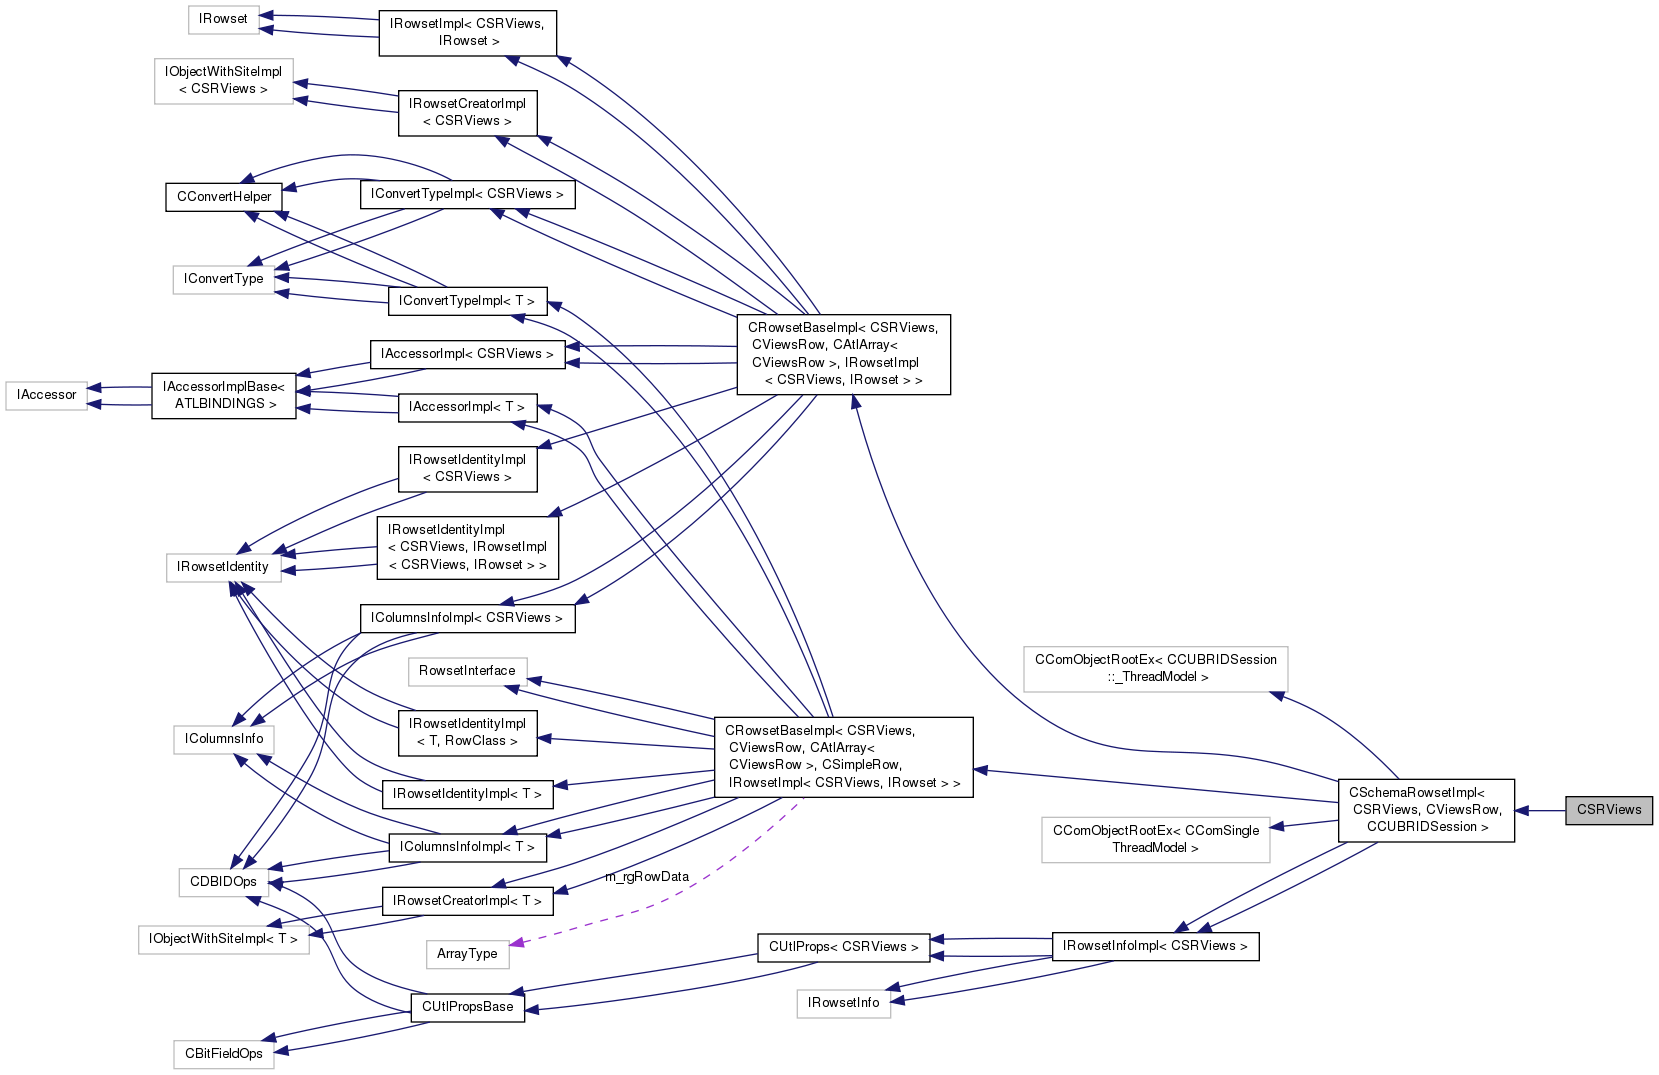 IRowset
IRowsetImpl< CSRViews,
IRowset >
IObjectWithSiteImpl
< CSRViews >
IRowsetCreatorImpl
< CSRViews >
CConvertHelper
IConvertTypeImpl< CSRViews >
IConvertType
IConvertTypeImpl< T >
CRowsetBaseImpl< CSRViews,
CViewsRow, CAtlArray<
CViewsRow >, IRowsetImpl
< CSRViews, IRowset > >
IAccessorImpl< CSRViews >
IAccessor
IAccessorImplBase<
ATLBINDINGS >
IAccessorImpl< T >
IRowsetIdentityImpl
< CSRViews >
IRowsetIdentityImpl
< CSRViews, IRowsetImpl
< CSRViews, IRowset > >
IRowsetIdentity
IColumnsInfoImpl< CSRViews >
RowsetInterface
CComObjectRootEx< CCUBRIDSession
::_ThreadModel >
IRowsetIdentityImpl
< T, RowClass >
IColumnsInfo
CRowsetBaseImpl< CSRViews,
CViewsRow, CAtlArray<
CViewsRow >, CSimpleRow,
IRowsetImpl< CSRViews, IRowset > >
IRowsetIdentityImpl< T >
CSchemaRowsetImpl<
CSRViews, CViewsRow,
CCUBRIDSession >
CSRViews
CComObjectRootEx< CComSingle
ThreadModel >
IColumnsInfoImpl< T >
CDBIDOps
m_rgRowData
IRowsetCreatorImpl< T >
IObjectWithSiteImpl< T >
ArrayType
CUtlProps< CSRViews >
IRowsetInfoImpl< CSRViews >
IRowsetInfo
CUtlPropsBase
CBitFieldOps